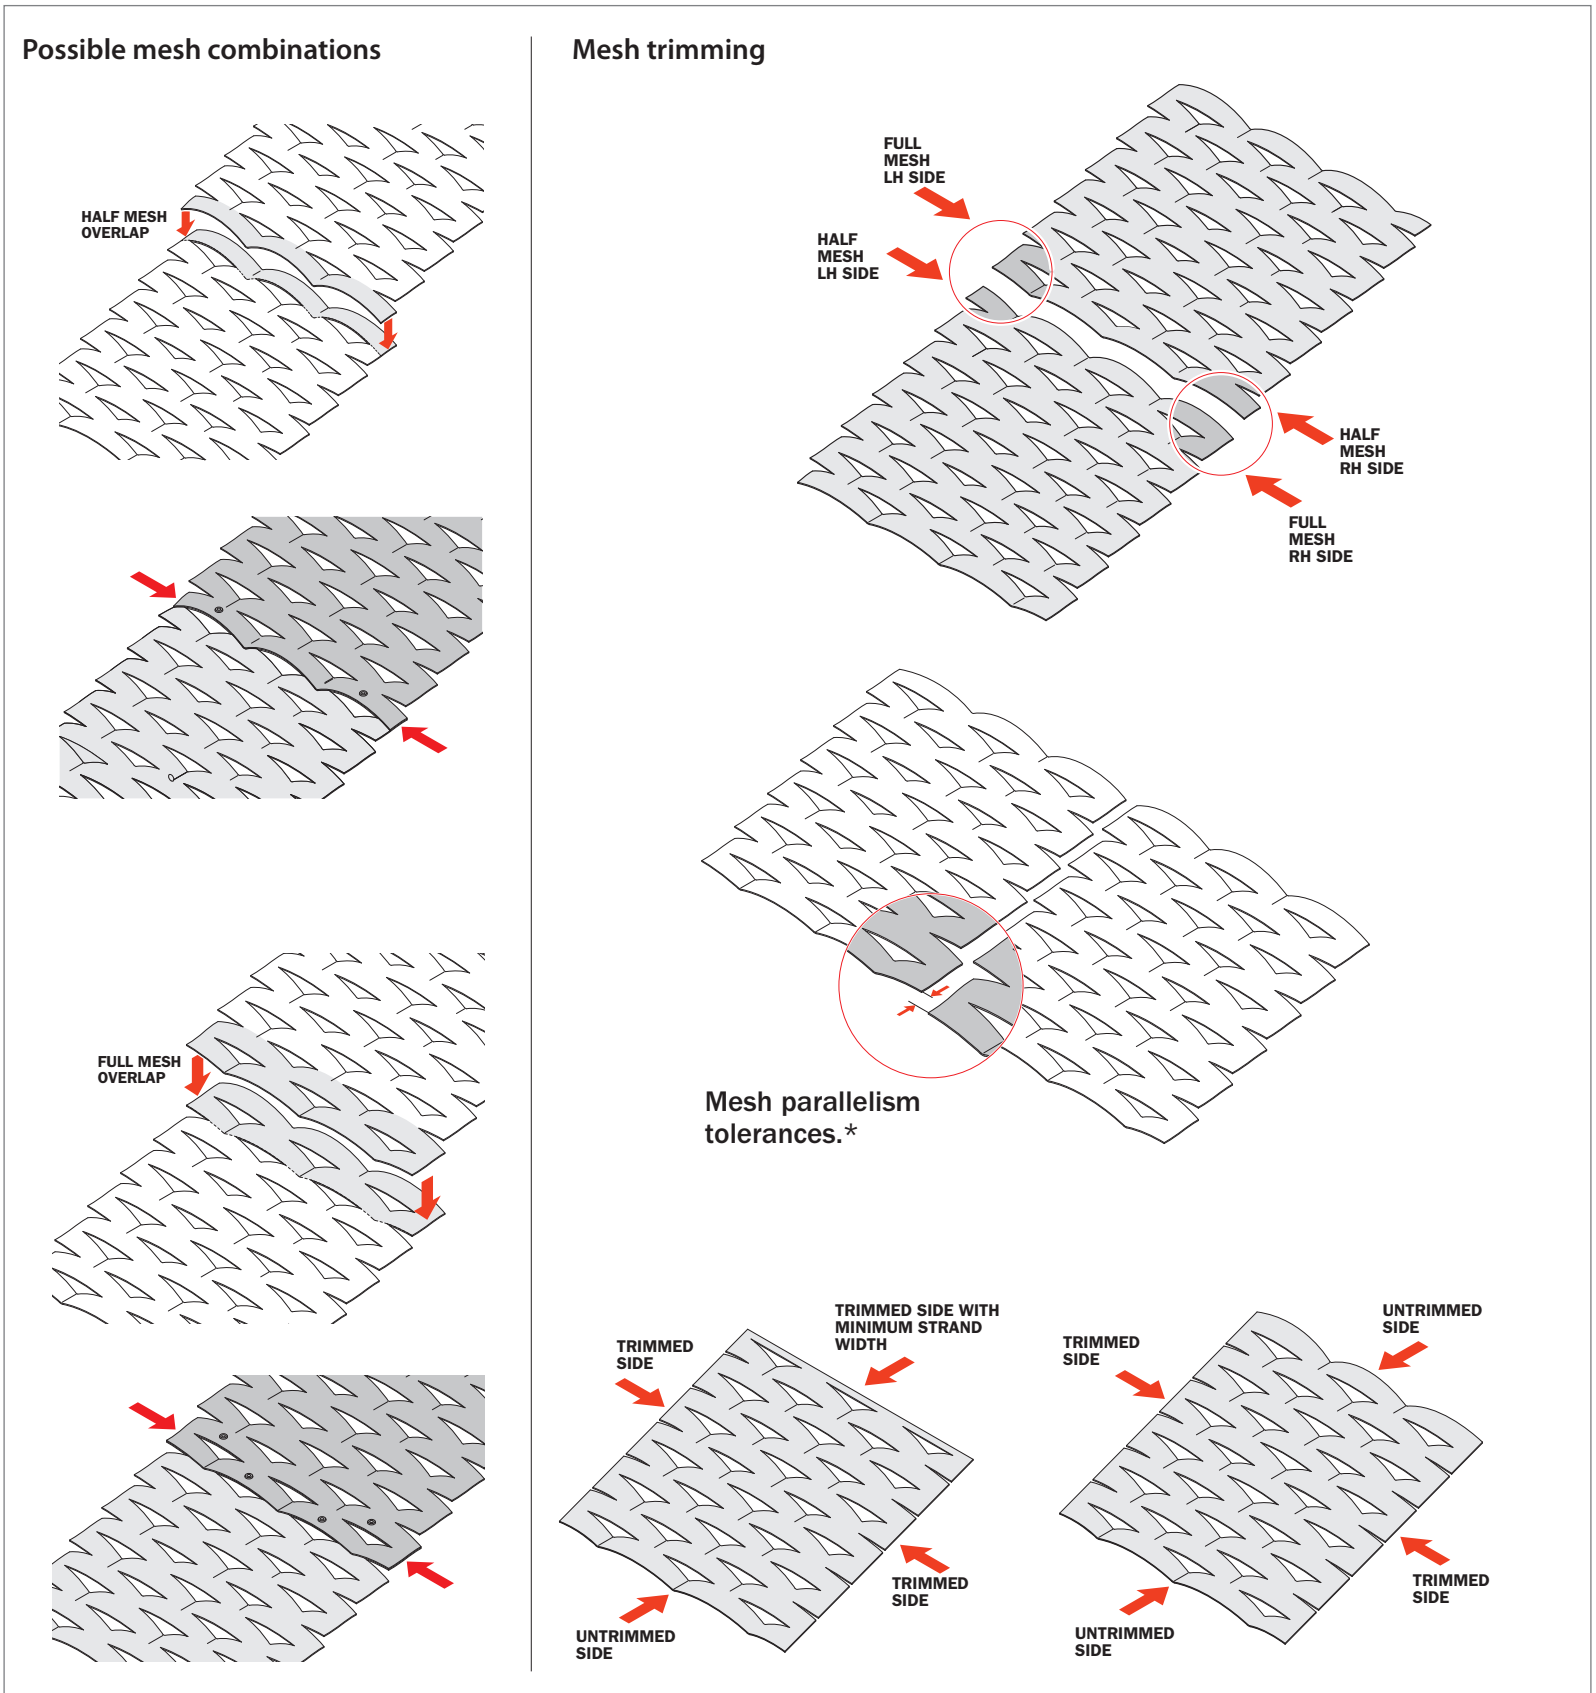 Possible mesh combinations
HALF MESH
OVERLAP
FULL MESH
OVERLAP
Mesh trimming
FULL
MESH
LH SIDE
HALF
MESH
LH SIDE
HALF
MESH
RH SIDE
FULL
MESH
RH SIDE
Mesh parallelism
tolerances.*
TRIMMED
SIDE
TRIMMED SIDE WITH
MINIMUM STRAND
WIDTH
TRIMMED
SIDE
UNTRIMMED
SIDE
TRIMMED
SIDE
UNTRIMMED
SIDE
TRIMMED
SIDE
UNTRIMMED
SIDE